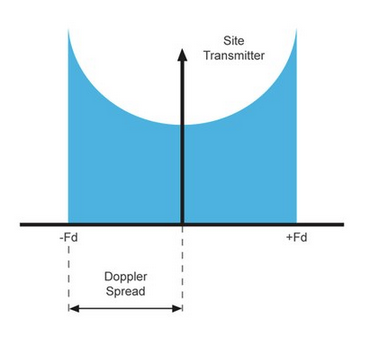 Site
Transmitter
-Fd
+Fd
Doppler
Spread